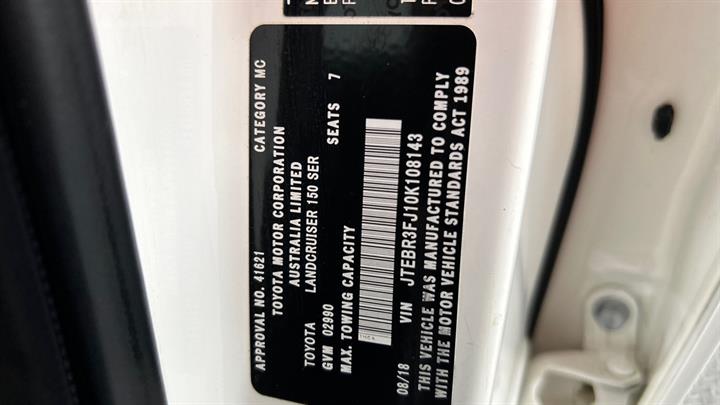 APPROVAL NO. 41621 CATEGORY MC
TOYOTA MOTOR CORPORATION
AUSTRALIA LIMITED
TOYOTA LANDCRUISER 150 SER
GVM 02990 SEATS 7
MAX. TOWING CAPACITY
08/18 VIN JTEBR3FJ10K108143
THIS VEHICLE WAS MANUFACTURED TO COMPLY
WITH THE MOTOR VEHICLE STANDARDS ACT 1989